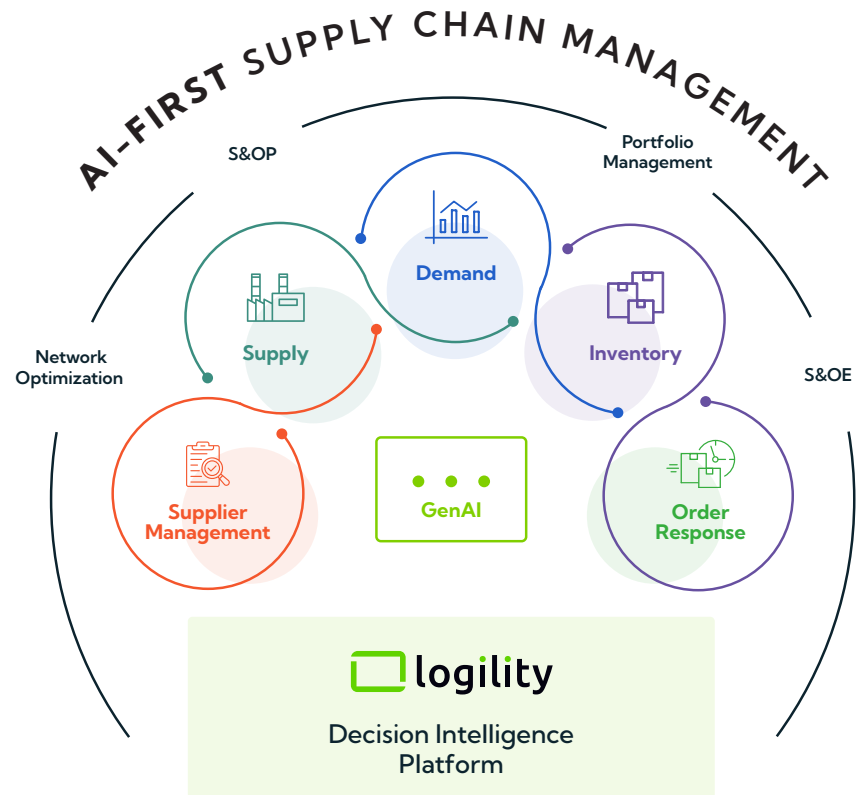 AI-FIRST SUPPLY CHAIN MANAGEMENT
S&OP
Portfolio
Management
Demand
Supply
Inventory
Network
Optimization
S&OE
Supplier
Management
GenAI
Order
Response
logility
Decision Intelligence
Platform